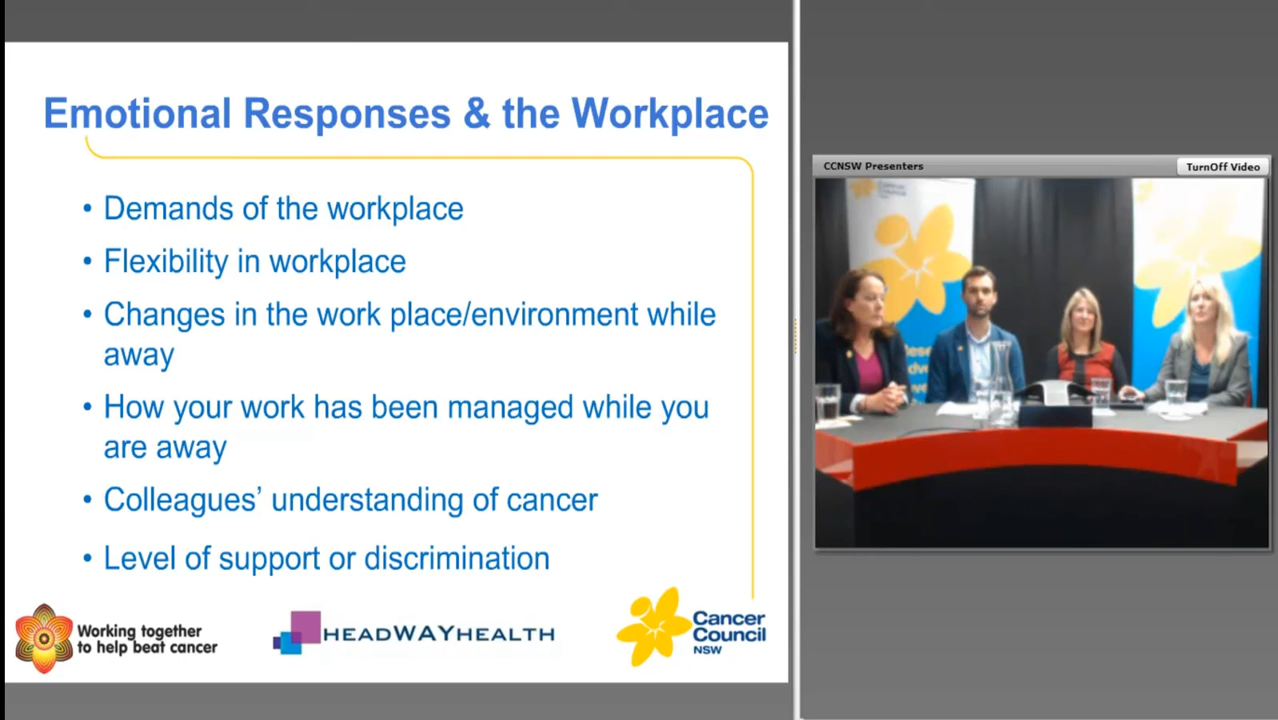 Emotional Responses & the Workplace
• Demands of the workplace
• Flexibility in workplace
• Changes in the work place/environment while
away
• How your work has been managed while you
are away
• Colleagues’ understanding of cancer
• Level of support or discrimination
Working together
to help beat cancer
HEADWAYHEALTH
Cancer
Council
NSW
CCNSW Presenters
TurnOff Video
Cancer
Council